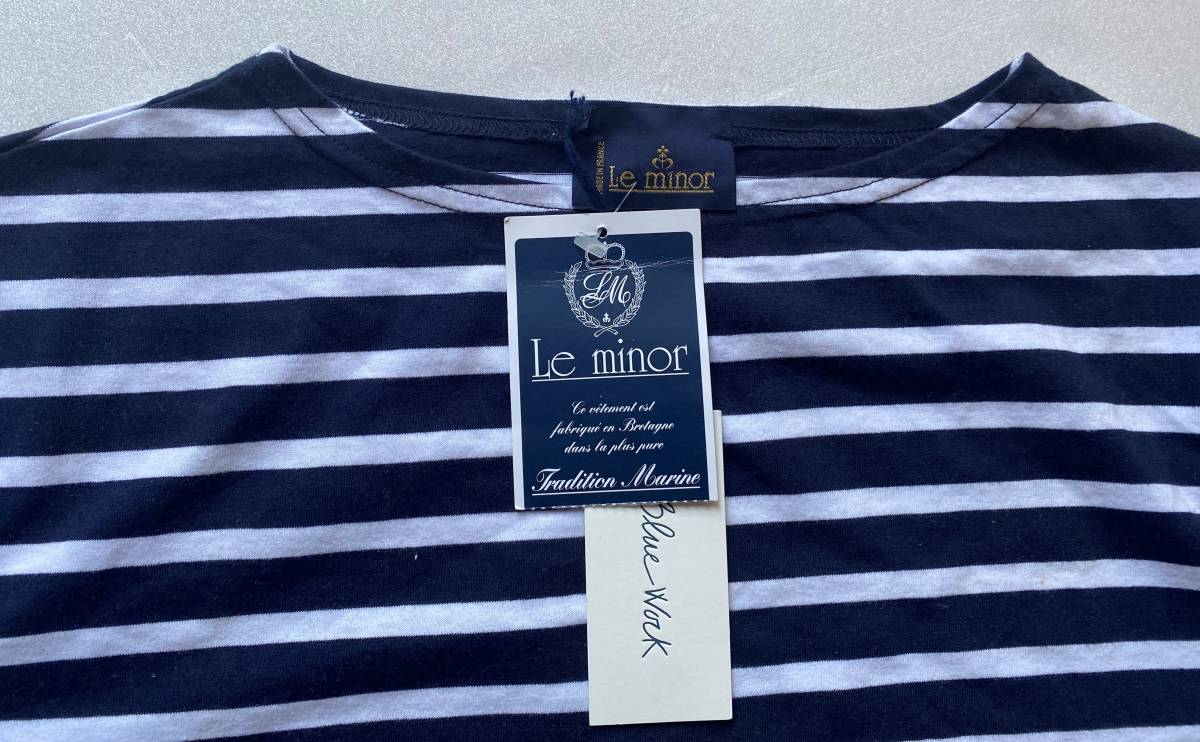 MADE IN FRANCE
Le minor
LM
Le minor
Ce vêtement est
fabriqué en Bretagne
dans la plus pure
Tradition Marine
Blue Work